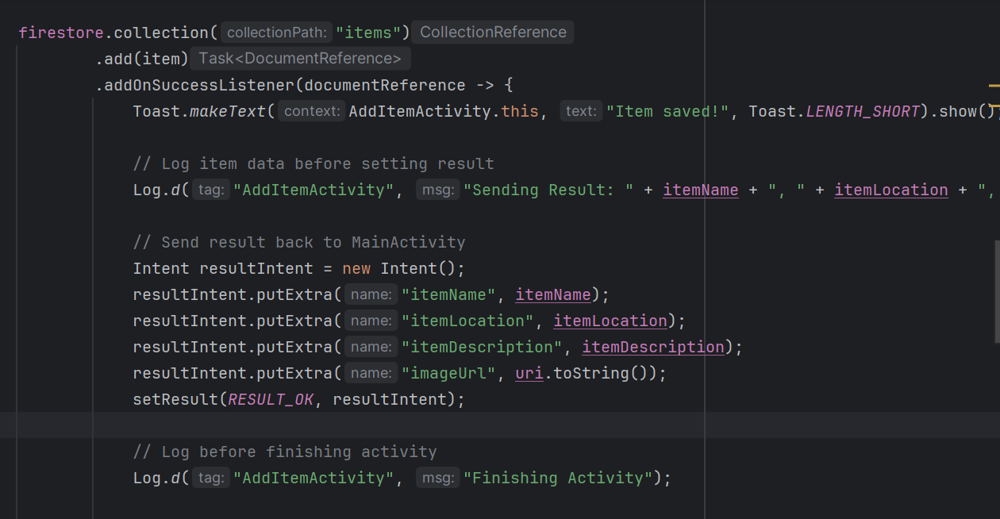 firestore.collection( collectionPath: "items") CollectionReference
.add(item) Task<DocumentReference>
.addOnSuccessListener(documentReference -> {
Toast.makeText( context: AddItemActivity.this, text: "Item saved!", Toast.LENGTH_SHORT).show();
// Log item data before setting result
Log.d( tag: "AddItemActivity", msg: "Sending Result: " + itemName + ", " + itemLocation + ",
// Send result back to MainActivity
Intent resultIntent = new Intent();
resultIntent.putExtra( name: "itemName", itemName);
resultIntent.putExtra( name: "itemLocation", itemLocation);
resultIntent.putExtra( name: "itemDescription", itemDescription);
resultIntent.putExtra( name: "imageUrl", uri.toString());
setResult(RESULT_OK, resultIntent);
// Log before finishing activity
Log.d( tag: "AddItemActivity", msg: "Finishing Activity");